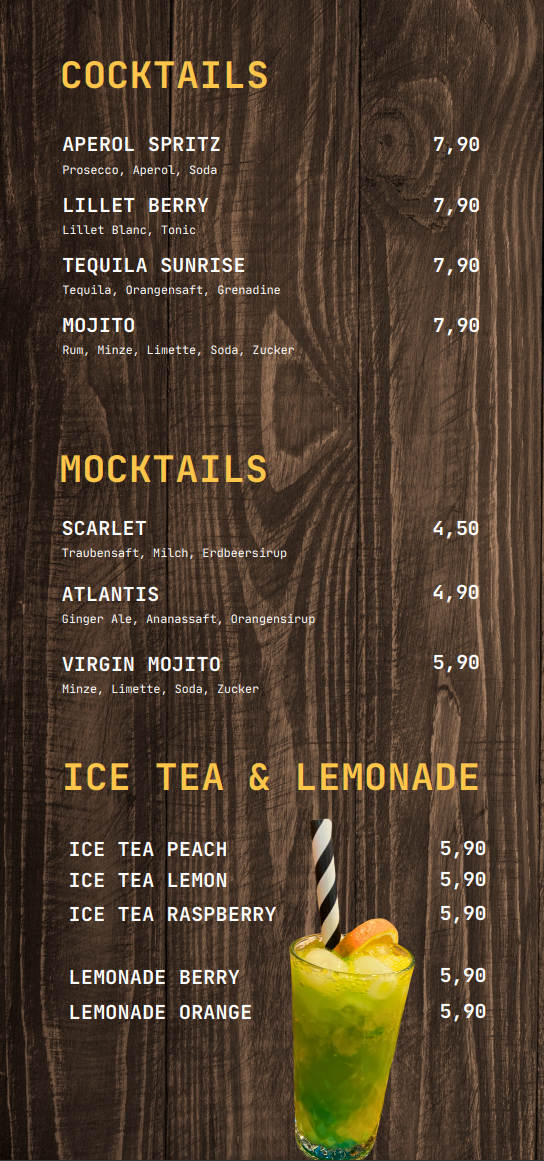 COCKTAILS
APEROL SPRITZ 7,90
Prosecco, Aperol, Soda
LILLET BERRY 7,90
Lillet Blanc, Tonic
TEQUILA SUNRISE 7,90
Tequila, Orangensaft, Grenadine
MOJITO 7,90
Rum, Minze, Limette, Soda, Zucker
MOCKTAILS
SCARLET 4,50
Traubensaft, Milch, Erdbeersirup
ATLANTIS 4,90
Ginger Ale, Ananassaft, Orangensirup
VIRGIN MOJITO 5,90
Minze, Limette, Soda, Zucker
ICE TEA & LEMONADE
ICE TEA PEACH 5,90
ICE TEA LEMON 5,90
ICE TEA RASPBERRY 5,90
LEMONADE BERRY 5,90
LEMONADE ORANGE 5,90